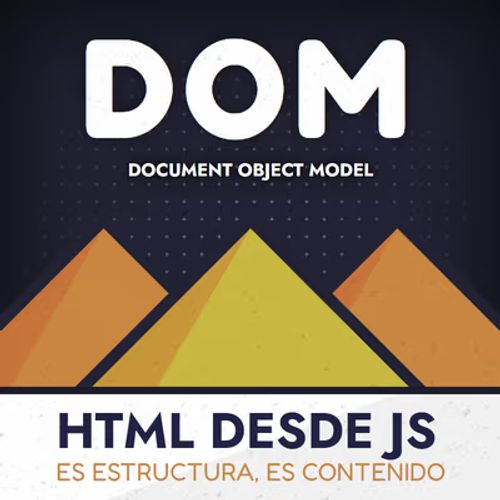 DOM
DOCUMENT OBJECT MODEL
HTML DESDE JS
ES ESTRUCTURA, ES CONTENIDO